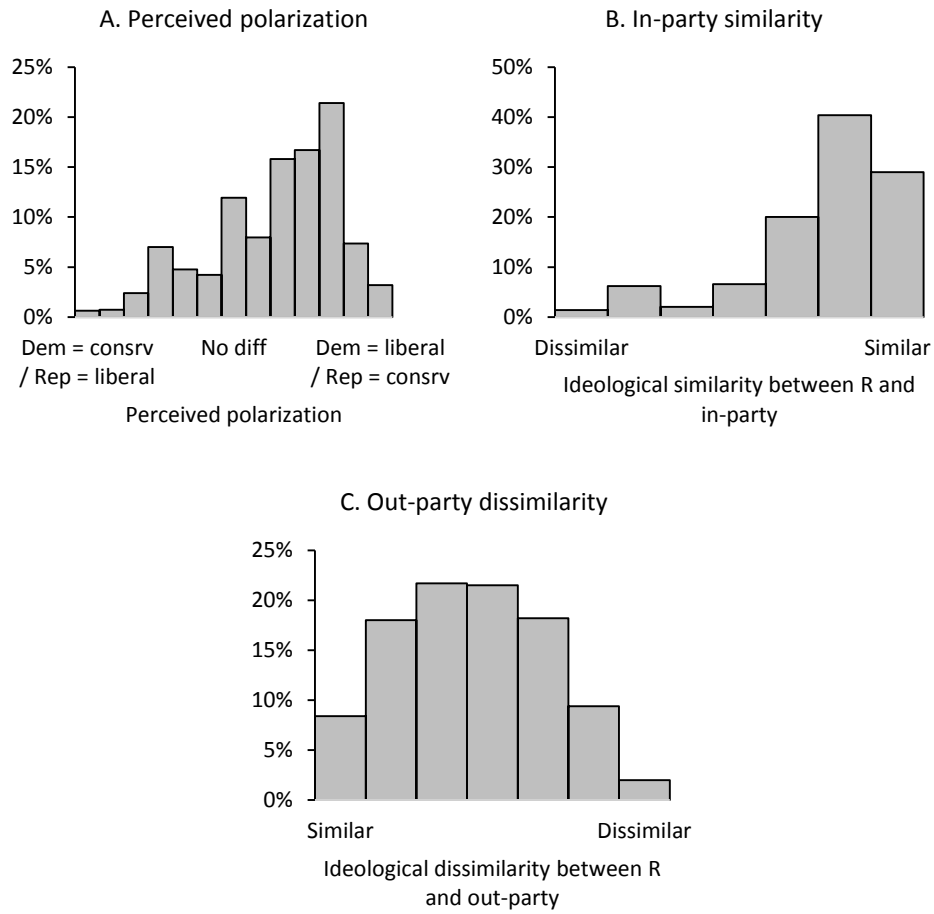 A. Perceived polarization
25%
20%
15%
10%
5%
0%
Dem = consrv
/ Rep = liberal
No diff
Dem = liberal
/ Rep = consrv
Perceived polarization
B. In-party similarity
50%
40%
30%
20%
10%
0%
Dissimilar
Similar
Ideological similarity between R and
in-party
C. Out-party dissimilarity
25%
20%
15%
10%
5%
0%
Similar
Dissimilar
Ideological dissimilarity between R
and out-party